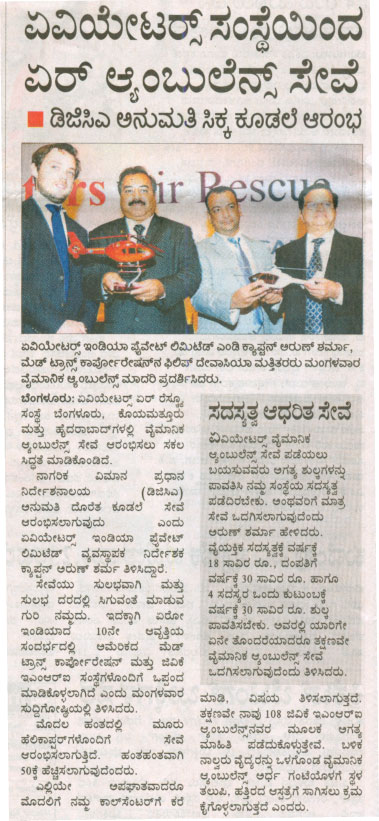 ಏವಿಯೇಟರ್ಸ್ ಸಂಸ್ಥೆಯಿಂದ
ಏರ್ ಆ್ಯಂಬುಲೆನ್ಸ್ ಸೇವೆ
ಡಿಜಿಸಿಎ ಅನುಮತಿ ಸಿಕ್ಕ ಕೂಡಲೆ ಆರಂಭ
tors Air Rescue
ಏವಿಯೇಟರ್ಸ್ ಇಂಡಿಯಾ ಪ್ರೈವೇಟ್ ಲಿಮಿಟೆಡ್ ಎಂಡಿ ಕ್ಯಾಪ್ಟನ್ ಅರುಣ್ ಶರ್ಮಾ,
ಮೆಡ್ ಟ್ರಾನ್ಸ್ ಕಾರ್ಪೋರೇಷನ್‌ನ ಫಿಲಿಪ್ ದೇವಾಸಿಯಾ ಮತ್ತಿತರರು ಮಂಗಳವಾರ
ವೈಮಾನಿಕ ಆ್ಯಂಬುಲೆನ್ಸ್ ಮಾದರಿ ಪ್ರದರ್ಶಿಸಿದರು.
ಬೆಂಗಳೂರು: ಏವಿಯೇಟರ್ಸ್ ಏರ್ ರೆಸ್ಕ್ಯೂ
ಸಂಸ್ಥೆ ಬೆಂಗಳೂರು, ಕೊಯಮತ್ತೂರು
ಮತ್ತು ಹೈದರಾಬಾದ್‌ಗಳಲ್ಲಿ ವೈಮಾನಿಕ
ಆ್ಯಂಬುಲೆನ್ಸ್ ಸೇವೆ ಆರಂಭಿಸಲು ಸಕಲ
ಸಿದ್ಧತೆ ಮಾಡಿಕೊಂಡಿದೆ.
ನಾಗರಿಕ ವಿಮಾನ ಪ್ರಧಾನ
ನಿರ್ದೇಶನಾಲಯ (ಡಿಜಿಸಿಎ)
ಅನುಮತಿ ದೊರೆತ ಕೂಡಲೆ ಸೇವೆ
ಆರಂಭಿಸಲಾಗುವುದು ಎಂದು
ಏವಿಯೇಟರ್ಸ್ ಇಂಡಿಯಾ ಪ್ರೈವೇಟ್
ಲಿಮಿಟೆಡ್ ವ್ಯವಸ್ಥಾಪಕ ನಿರ್ದೇಶಕ
ಕ್ಯಾಪ್ಟನ್ ಅರುಣ್ ಶರ್ಮ ತಿಳಿಸಿದ್ದಾರೆ.
ಸೇವೆಯು ಸುಲಭವಾಗಿ ಮತ್ತು
ಸುಲಭ ದರದಲ್ಲಿ ಸಿಗುವಂತೆ ಮಾಡುವ
ಗುರಿ ನಮ್ಮದು. ಇದಕ್ಕಾಗಿ ಏರೋ
ಇಂಡಿಯಾದ 10ನೇ ಆವೃತ್ತಿಯ
ಸಂದರ್ಭದಲ್ಲಿ ಅಮೆರಿಕದ ಮೆಡ್
ಟ್ರಾನ್ಸ್ ಕಾರ್ಪೋರೇಷನ್ ಮತ್ತು ಜಿವಿಕೆ
ಇಎಂಆರ್‌ಐ ಸಂಸ್ಥೆಗಳೊಂದಿಗೆ ಒಪ್ಪಂದ
ಮಾಡಿಕೊಳ್ಳಲಾಗಿದೆ ಎಂದು ಮಂಗಳವಾರ
ಸುದ್ದಿಗೋಷ್ಠಿಯಲ್ಲಿ ತಿಳಿಸಿದರು.
ಮೊದಲ ಹಂತದಲ್ಲಿ ಮೂರು
ಹೆಲಿಕಾಪ್ಟರ್‌ಗಳೊಂದಿಗೆ ಸೇವೆ
ಆರಂಭಿಸಲಾಗುತ್ತಿದೆ. ಹಂತಹಂತವಾಗಿ
50ಕ್ಕೆ ಹೆಚ್ಚಿಸಲಾಗುವುದೆಂದರು.
ಎಲ್ಲಿಯೇ ಅಪಘಾತವಾದರೂ
ಮೊದಲಿಗೆ ನಮ್ಮ ಕಾಲ್‌ಸೆಂಟರ್‌ಗೆ ಕರೆ
ಸದಸ್ಯತ್ವ ಆಧರಿತ ಸೇವೆ
ಏವಿಯೇಟರ್ಸ್ ವೈಮಾನಿಕ
ಆ್ಯಂಬುಲೆನ್ಸ್ ಸೇವೆ ಪಡೆಯಲು
ಬಯಸುವವರು ಅಗತ್ಯ ಶುಲ್ಕಗಳನ್ನು
ಪಾವತಿಸಿ ನಮ್ಮ ಸಂಸ್ಥೆಯ ಸದಸ್ಯತ್ವ
ಪಡೆದಿರಬೇಕು. ಅಂಥವರಿಗೆ ಮಾತ್ರ
ಸೇವೆ ಒದಗಿಸಲಾಗುವುದೆಂದು
ಅರುಣ್ ಶರ್ಮಾ ಹೇಳಿದರು.
ವೈಯಕ್ತಿಕ ಸದಸ್ಯತ್ವಕ್ಕೆ ವರ್ಷಕ್ಕೆ
18 ಸಾವಿರ ರೂ., ದಂಪತಿಗೆ
ವರ್ಷಕ್ಕೆ 30 ಸಾವಿರ ರೂ. ಹಾಗೂ
4 ಸದಸ್ಯರ ಒಂದು ಕುಟುಂಬಕ್ಕೆ
ವರ್ಷಕ್ಕೆ 30 ಸಾವಿರ ರೂ. ಶುಲ್ಕ
ಪಾವತಿಸಬೇಕು. ಅವರಲ್ಲಿ ಯಾರಿಗೇ
ಏನೇ ತೊಂದರೆಯಾದರೂ ತಕ್ಷಣವೇ
ವೈಮಾನಿಕ ಆ್ಯಂಬುಲೆನ್ಸ್ ಸೇವೆ
ಒದಗಿಸಲಾಗುವುದು ಎಂದು ತಿಳಿಸಿದರು.
ಮಾಡಿ, ವಿಷಯ ತಿಳಿಸಲಾಗುತ್ತದೆ.
ತಕ್ಷಣವೇ ನಾವು 108 ಜಿವಿಕೆ ಇಎಂಆರ್‌ಐ
ಆ್ಯಂಬುಲೆನ್ಸ್‌ನವರ ಮೂಲಕ ಅಗತ್ಯ
ಮಾಹಿತಿ ಪಡೆದುಕೊಳ್ಳುತ್ತೇವೆ. ಬಳಿಕ
ನಾಲ್ವರು ವೈದ್ಯರನ್ನು ಒಳಗೊಂಡ ವೈಮಾನಿಕ
ಆ್ಯಂಬುಲೆನ್ಸ್ ಅರ್ಧ ಗಂಟೆಯೊಳಗೆ ಸ್ಥಳ
ತಲುಪಿ, ಹತ್ತಿರದ ಆಸ್ಪತ್ರೆಗೆ ಸಾಗಿಸಲು ಕ್ರಮ
ಕೈಗೊಳ್ಳಲಾಗುತ್ತದೆ ಎಂದರು.